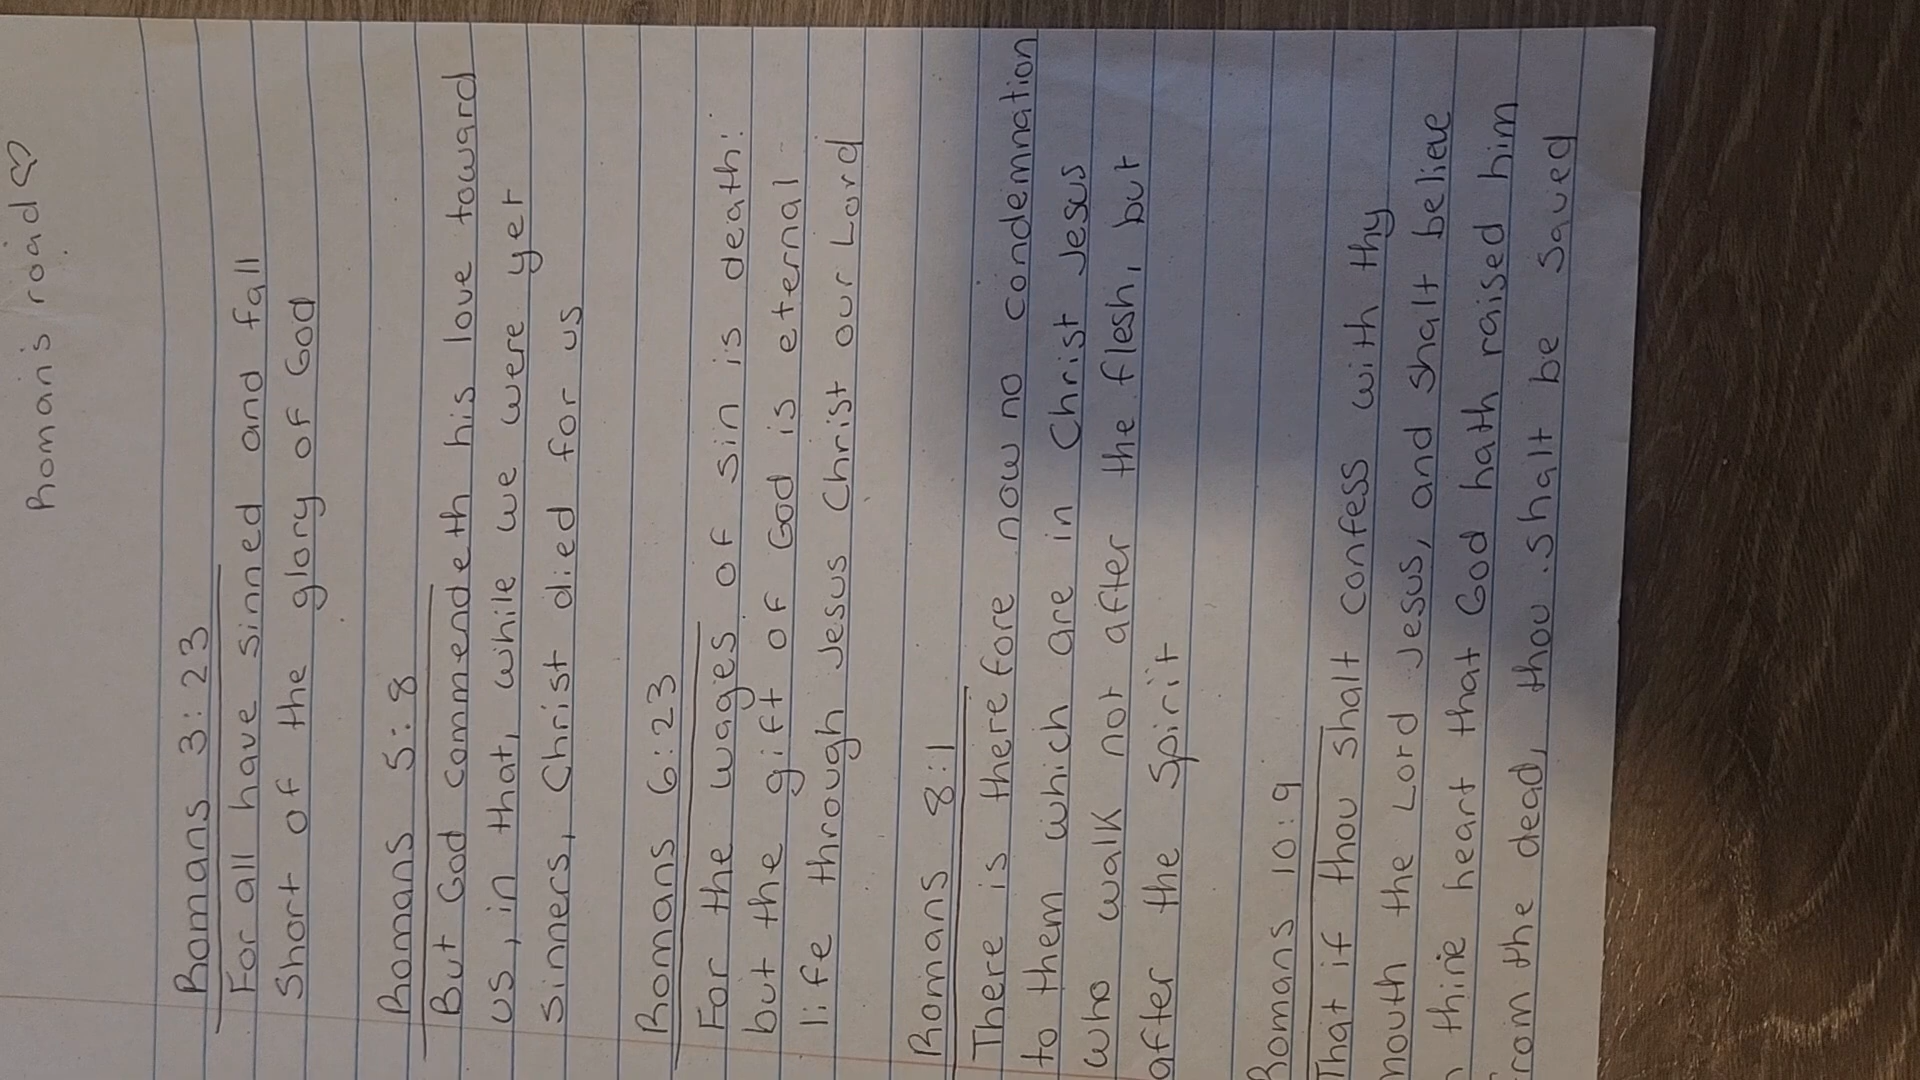 Roman's road ♡
Romans 3:23
For all have sinned and fall
Short of the glory of God
Romans 5:8
But God commendeth his love toward
us, in that, while we were yet
sinners, Christ died for us
Romans 6:23
For the wages of sin is death:
but the gift of God is eternal
life through Jesus Christ our Lord
Romans 8:1
There is therefore now no condemnation
to them which are in Christ Jesus
who walk not after the flesh, but
after the Spirit
Romans 10:9
That if thou shalt confess with thy
mouth the Lord Jesus, and shalt believe
thine heart that God hath raised him
from the dead, thou shalt be saved